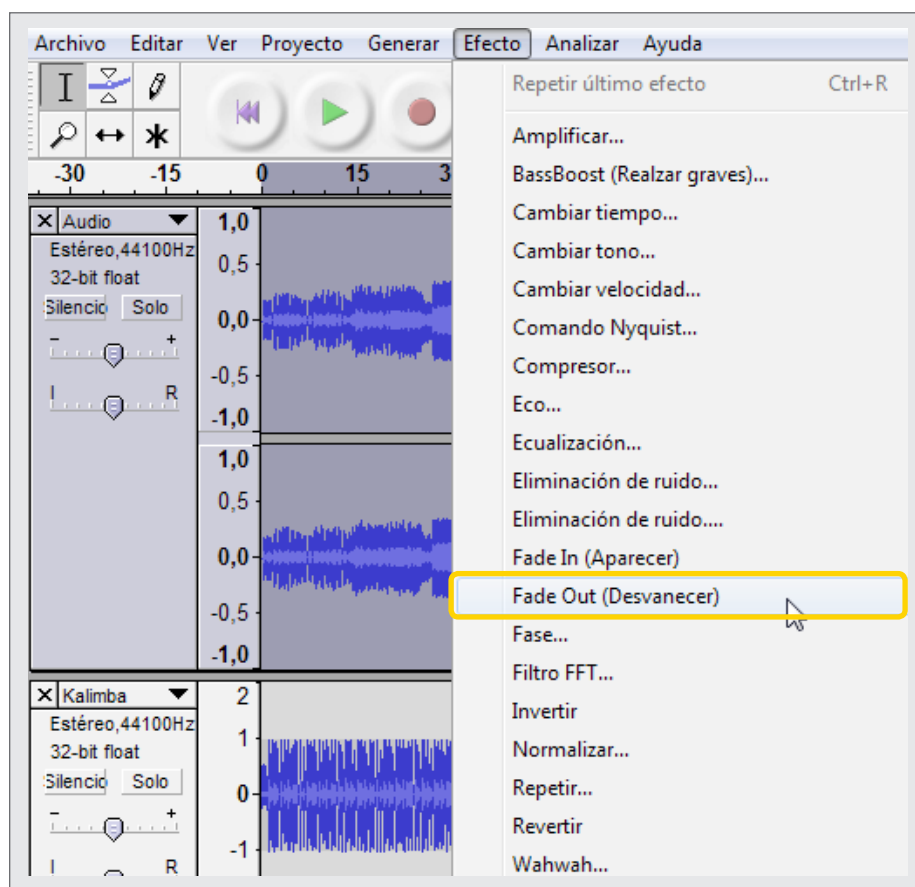 Archivo Editar Ver Proyecto Generar Efecto Analizar Ayuda
Repetir último efecto Ctrl+R
Amplificar...
BassBoost (Realzar graves)...
Cambiar tiempo...
Cambiar tono...
Cambiar velocidad...
Comando Nyquist...
Compresor...
Eco...
Ecualización...
Eliminación de ruido...
Eliminación de ruido....
Fade In (Aparecer)
Fade Out (Desvanecer)
Fase...
Filtro FFT...
Invertir
Normalizar...
Repetir...
Revertir
Wahwah...
-30 -15 0 15 3
X Audio
Estéreo,44100Hz
32-bit float
Silencio Solo
- +
I R
1,0
0,5
0,0
-0,5
-1,0
1,0
0,5
0,0
-0,5
-1,0
X Kalimba
Estéreo,44100Hz
32-bit float
Silencio Solo
- +
I R
2
1
0
-1